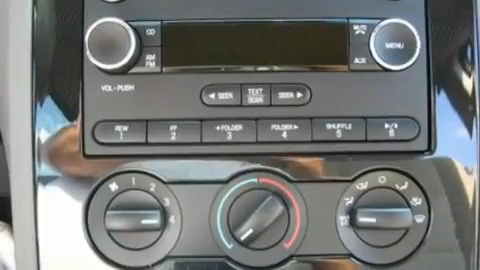 CD
AM
FM
MUTE
AUX
MENU
VOL-PUSH
◄ SEEK
TEXT
SCAN
SEEK ►
REW
1
FF
2
◄ FOLDER
3
FOLDER ►
4
SHUFFLE
5
►/II
6
1 2 3 4